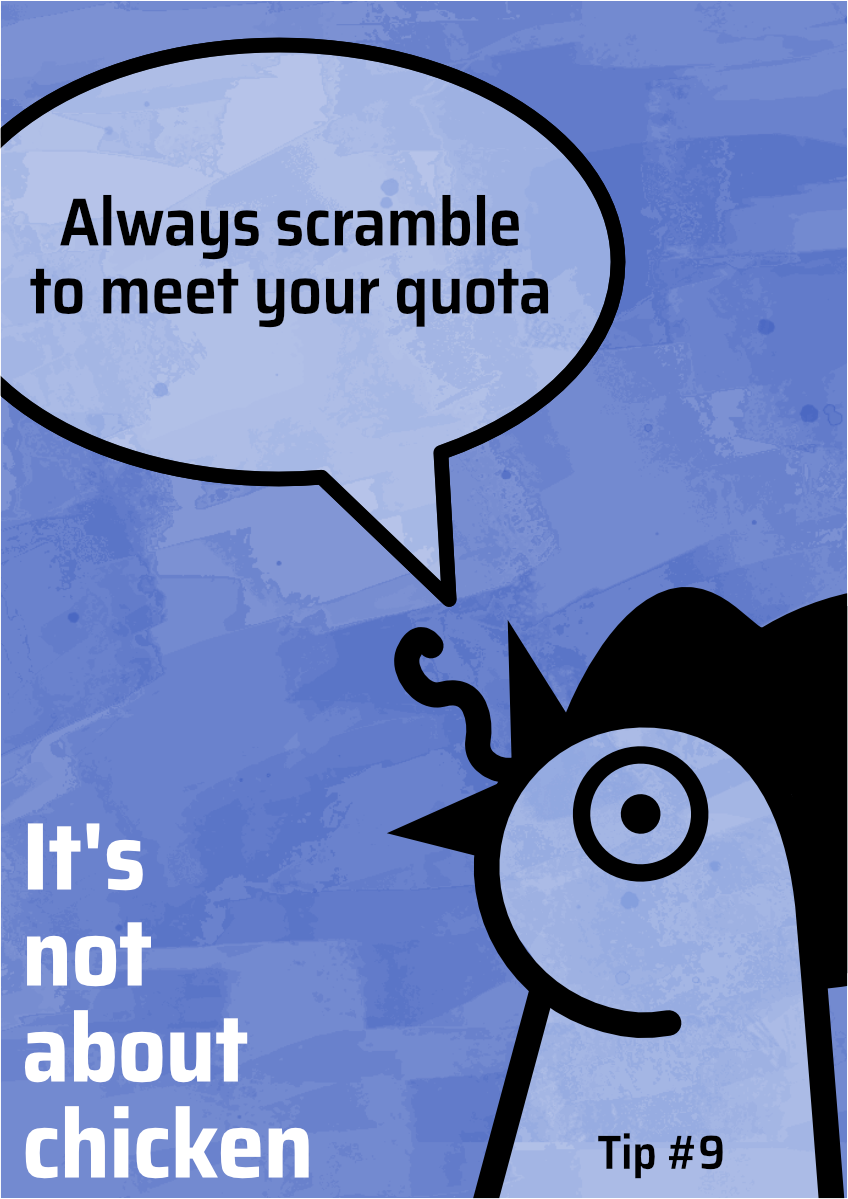 Always scramble
to meet your quota
It's
not
about
chicken
Tip #9